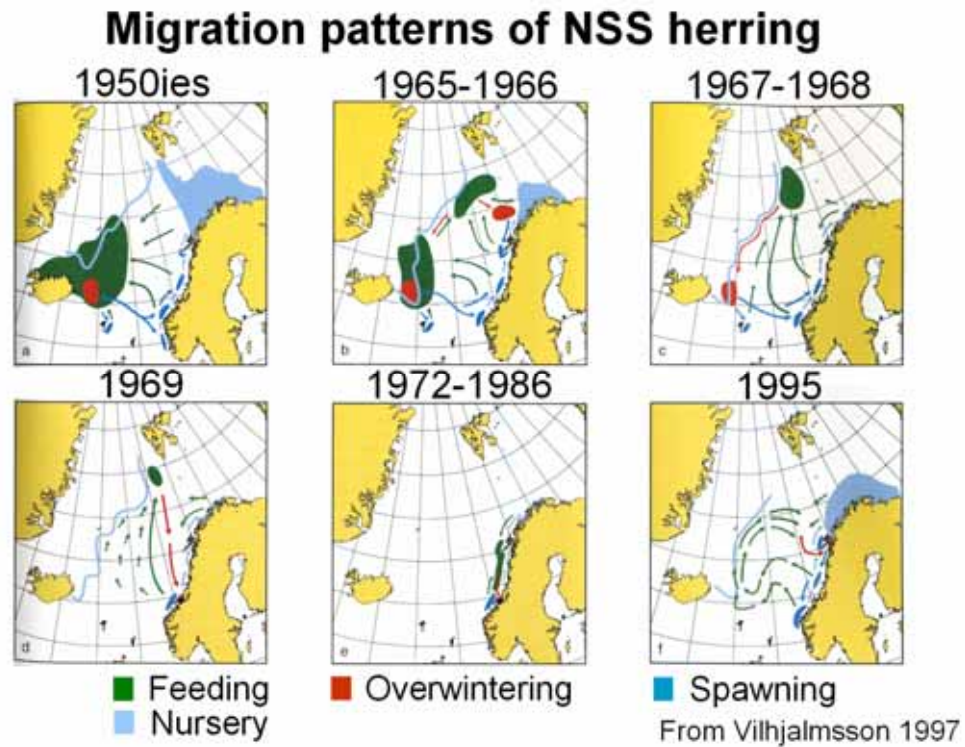 Migration patterns of NSS herring
1950ies 1965-1966 1967-1968
a b c
1969 1972-1986 1995
d e f
Feeding Overwintering Spawning
Nursery
From Vilhjalmsson 1997